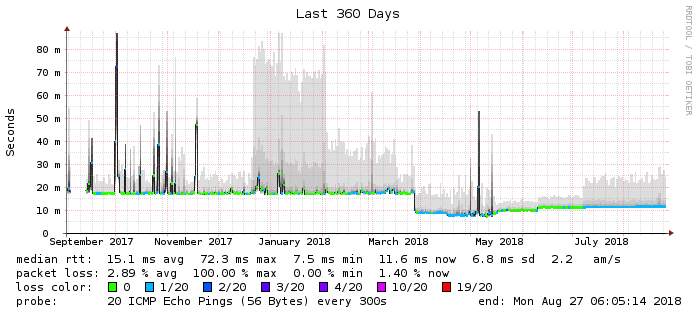 Last 360 Days
RRDTOOL / TOBI OETIKER
Seconds
80 m
70 m
60 m
50 m
40 m
30 m
20 m
10 m
0
September 2017 November 2017 January 2018 March 2018 May 2018 July 2018
median rtt: 15.1 ms avg 72.3 ms max 7.5 ms min 11.6 ms now 6.8 ms sd 2.2 am/s
packet loss: 2.89 % avg 100.00 % max 0.00 % min 1.40 % now
loss color: 0 1/20 2/20 3/20 4/20 10/20 19/20
probe: 20 ICMP Echo Pings (56 Bytes) every 300s end: Mon Aug 27 06:05:14 2018